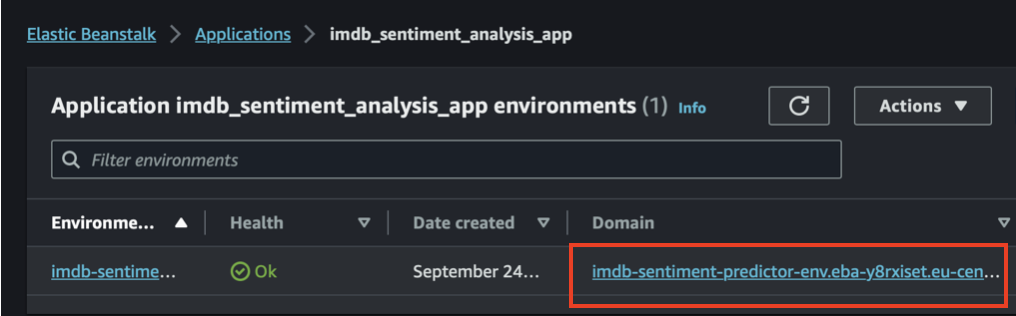 Elastic Beanstalk > Applications > imdb_sentiment_analysis_app
Application imdb_sentiment_analysis_app environments (1) Info Actions
Filter environments
Environme... Health Date created Domain
imdb-sentime... Ok September 24... imdb-sentiment-predictor-env.eba-y8rxiset.eu-cen...